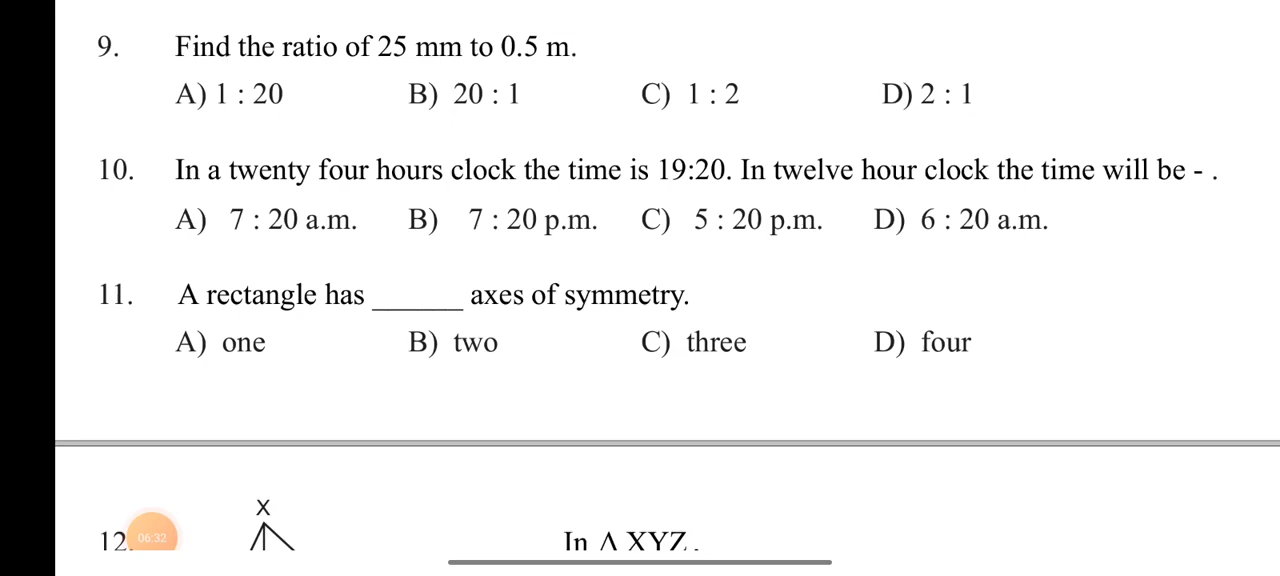 9. Find the ratio of 25 mm to 0.5 m.
A) 1 : 20 B) 20 : 1 C) 1 : 2 D) 2 : 1
10. In a twenty four hours clock the time is 19:20. In twelve hour clock the time will be - .
A) 7 : 20 a.m. B) 7 : 20 p.m. C) 5 : 20 p.m. D) 6 : 20 a.m.
11. A rectangle has ______ axes of symmetry.
A) one B) two C) three D) four
X
12. 06:32 In Δ XYZ .